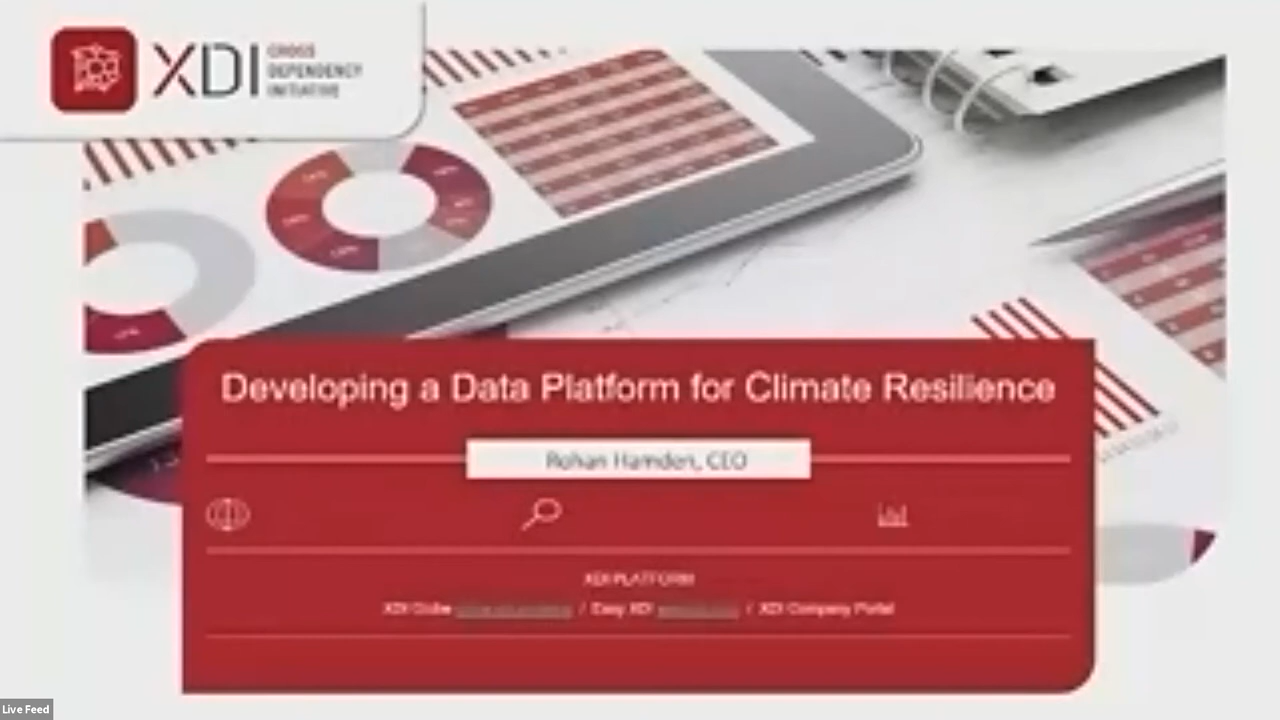 XDI
CROSS
DEPENDENCY
INITIATIVE
Developing a Data Platform for Climate Resilience
Rohan Hamden, CEO
XDI PLATFORM
XDI Globe / Easy XDI / XDI Company Portal
Live Feed